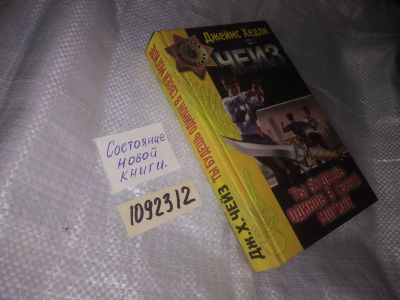 Джеймс Хедли
ЧЕЙЗ
Ты будешь
одинок в своей
могиле
ДЖ. Х. ЧЕЙЗ ТЫ БУДЕШЬ ОДИНОК В СВОЕЙ МОГИЛЕ
Состояние
новой
книги.
1092312